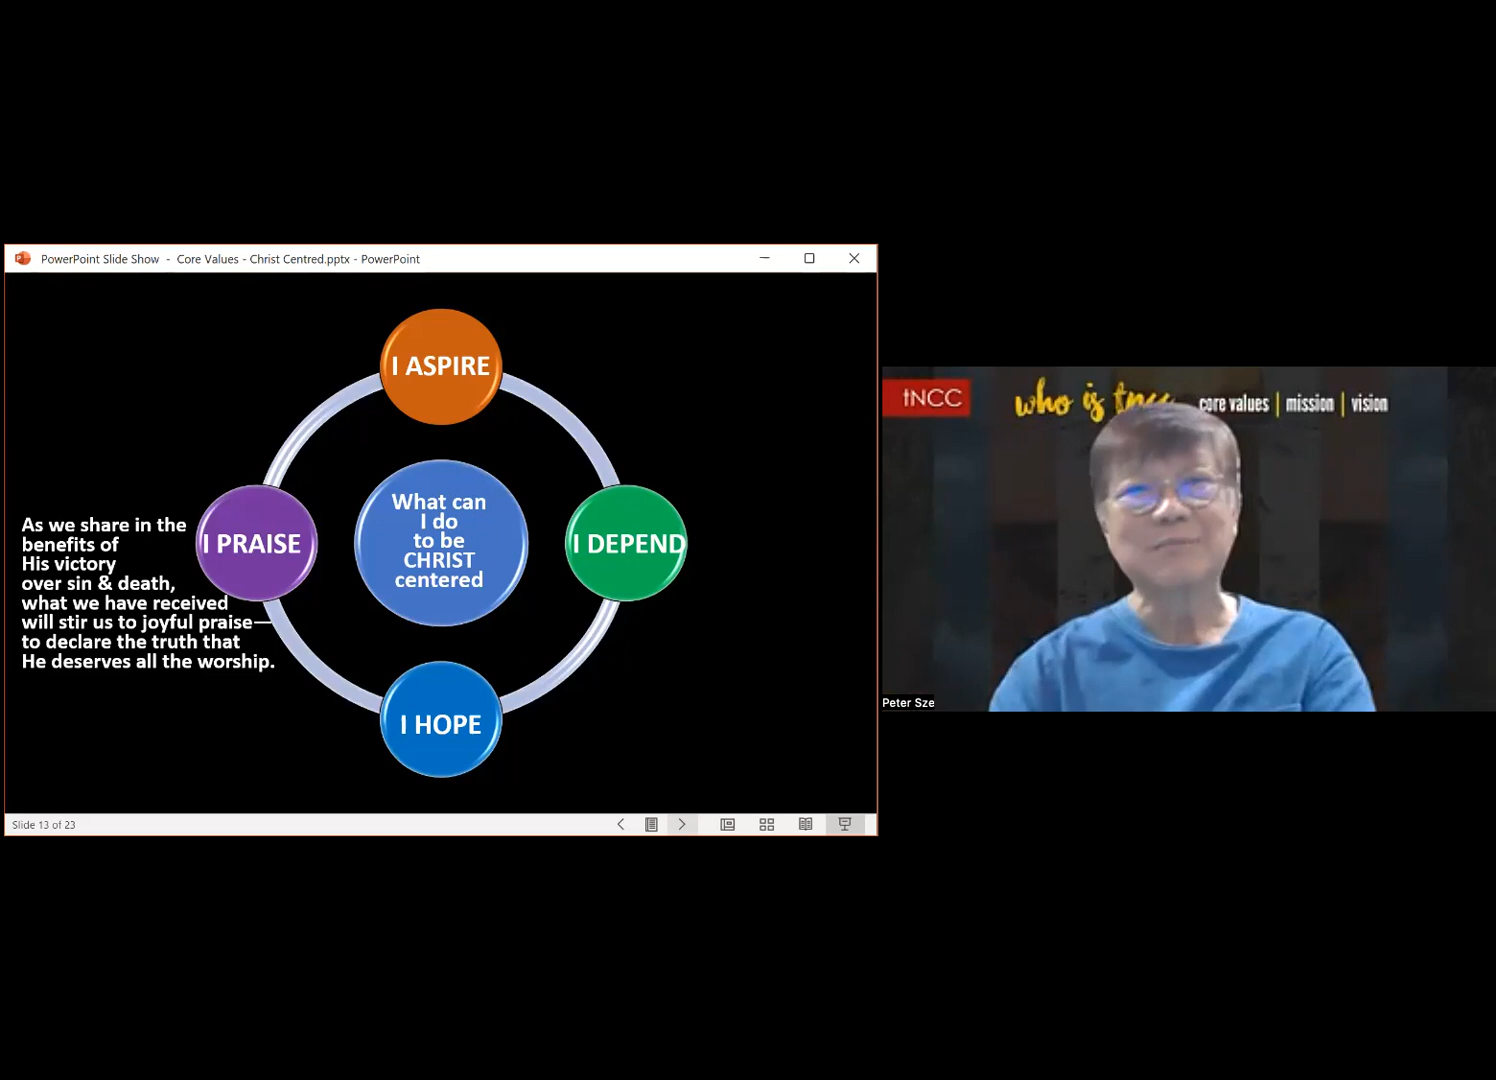 PowerPoint Slide Show - Core Values - Christ Centred.pptx - PowerPoint
I ASPIRE
What can
I do
to be
CHRIST
centered
I PRAISE
I DEPEND
I HOPE
As we share in the
benefits of
His victory
over sin & death,
what we have received
will stir us to joyful praise—
to declare the truth that
He deserves all the worship.
Slide 13 of 23
tNCC
who is tncc
core values | mission | vision
Peter Sze